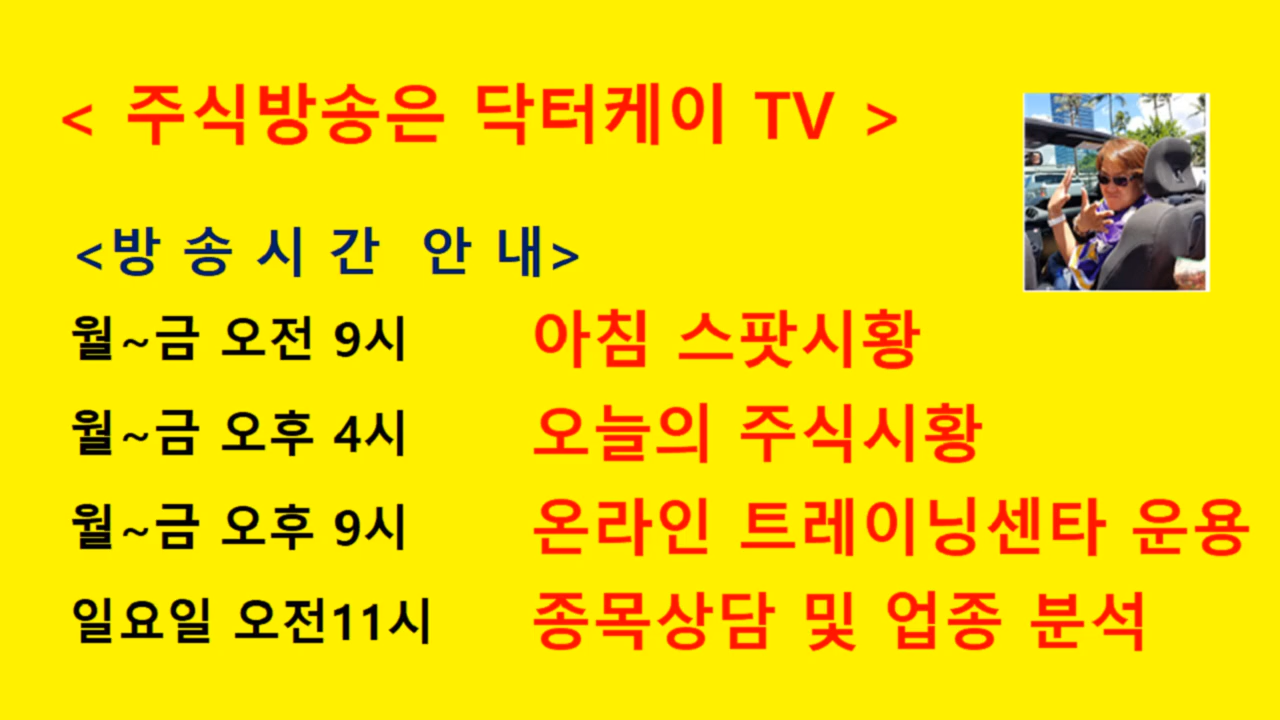 < 주식방송은 닥터케이 TV >
<방 송 시 간 안 내>
월~금 오전 9시 아침 스팟시황
월~금 오후 4시 오늘의 주식시황
월~금 오후 9시 온라인 트레이닝센타 운용
일요일 오전11시 종목상담 및 업종 분석